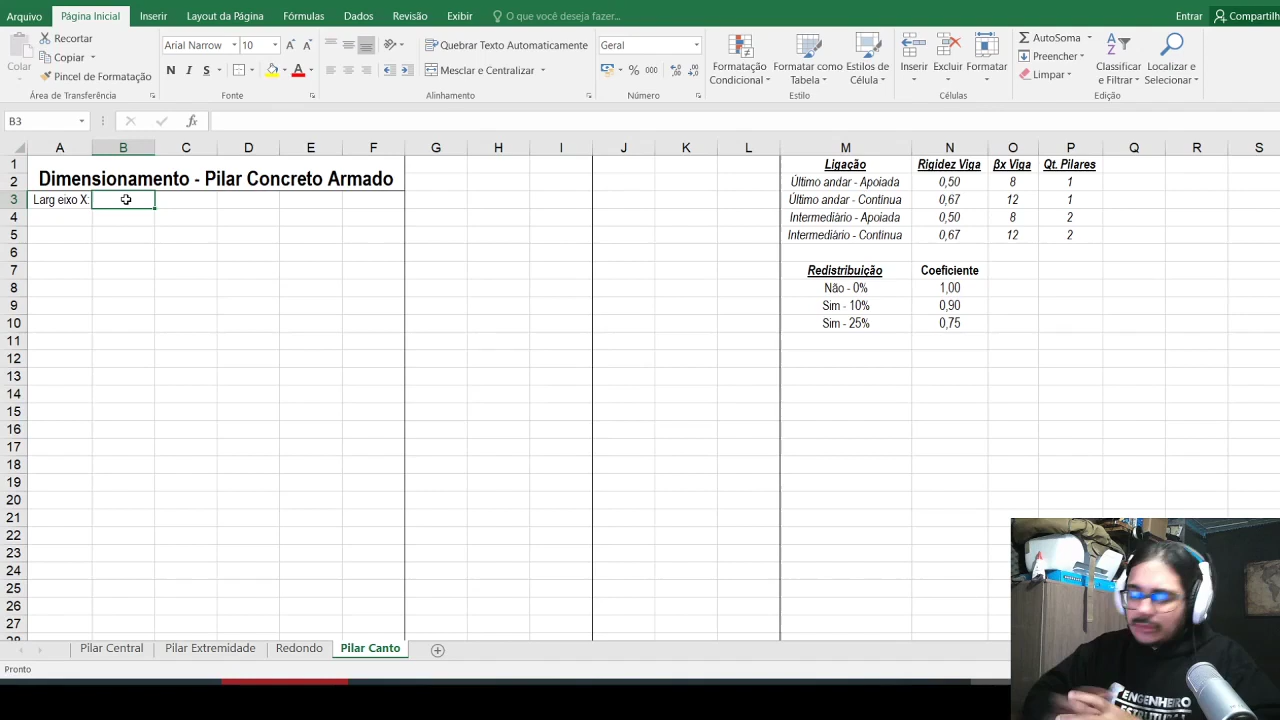 Arquivo Página Inicial Inserir Layout da Página Fórmulas Dados Revisão Exibir O que você deseja fazer... Entrar Compartilh
Colar
Recortar
Copiar
Pincel de Formatação
Área de Transferência
Arial Narrow 10
N I S
Fonte
Quebrar Texto Automaticamente
Mesclar e Centralizar
Alinhamento
Geral
% 000
Número
Formatação Condicional
Formatar como Tabela
Estilos de Célula
Estilo
Inserir Excluir Formatar
Células
AutoSoma
Preencher
Limpar
Classificar e Filtrar
Localizar e Selecionar
Edição
B3 fx
A B C D E F G H I J K L M N O P Q R S
1 Ligação Rigidez Viga βx Viga Qt. Pilares
2 Dimensionamento - Pilar Concreto Armado Último andar - Apoiada 0,50 8 1
3 Larg eixo X: Último andar - Contínua 0,67 12 1
4 Intermediário - Apoiada 0,50 8 2
5 Intermediário - Contínua 0,67 12 2
6
7 Redistribuição Coeficiente
8 Não - 0% 1,00
9 Sim - 10% 0,90
10 Sim - 25% 0,75
11
12
13
14
15
16
17
18
19
20
21
22
23
24
25
26
27
28
Pilar Central Pilar Extremidade Redondo Pilar Canto
Pronto
ENGENHEIRO
ESTRUTURAL